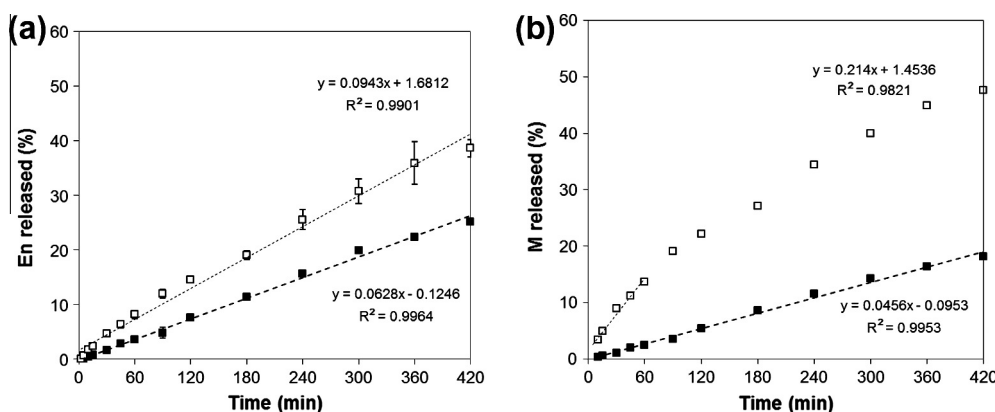 (a)
60
50
40
30
20
10
0
En released (%)
y = 0.0943x + 1.6812
R² = 0.9901
y = 0.0628x - 0.1246
R² = 0.9964
0 60 120 180 240 300 360 420
Time (min)
(b)
60
50
40
30
20
10
0
M released (%)
y = 0.214x + 1.4536
R² = 0.9821
y = 0.0456x - 0.0953
R² = 0.9953
0 60 120 180 240 300 360 420
Time (min)